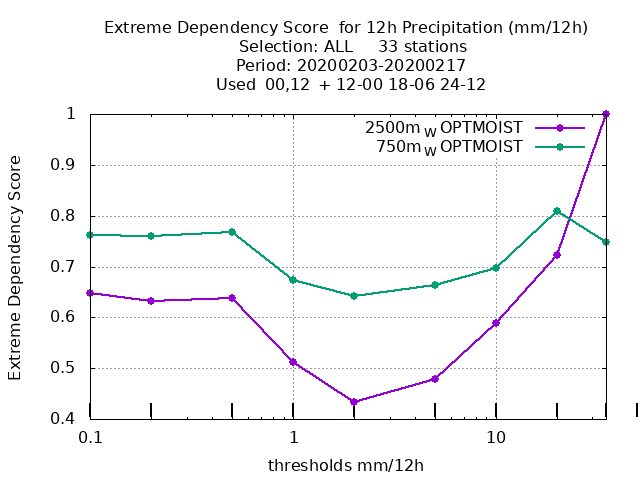 Extreme Dependency Score  for 12h Precipitation (mm/12h)
Selection: ALL     33 stations
Period: 20200203-20200217
Used  00,12  + 12-00 18-06 24-12
2500m_W OPTMOIST
750m_W OPTMOIST
Extreme Dependency Score
1
0.9
0.8
0.7
0.6
0.5
0.4
0.1 1 10
thresholds mm/12h